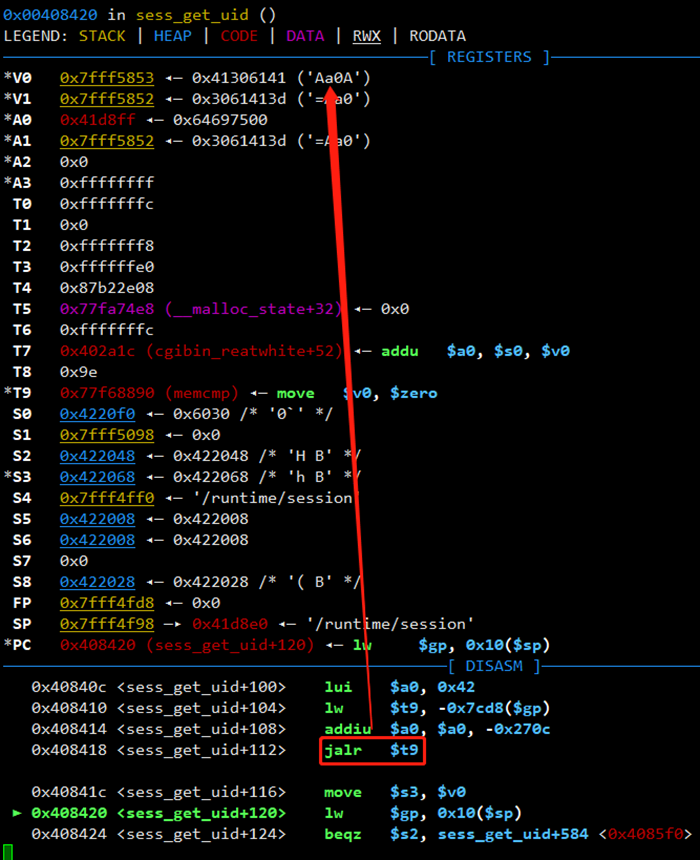 0x00408420 in sess_get_uid ()
LEGEND: STACK | HEAP | CODE | DATA | RWX | RODATA
[ REGISTERS ]
*V0 0x7fff5853 ◂— 0x41306141 ('Aa0A')
*V1 0x7fff5852 ◂— 0x3061413d ('=Aa0')
*A0 0x41d8ff ◂— 0x64697500
*A1 0x7fff5852 ◂— 0x3061413d ('=Aa0')
*A2 0x0
*A3 0xffffffff
T0 0xfffffffc
T1 0x0
T2 0xfffffff8
T3 0xffffffe0
T4 0x87b22e08
T5 0x77fa74e8 (__malloc_state+32) ◂— 0x0
T6 0xfffffffc
T7 0x402a1c (cgibin_reatwhite+52) ◂— addu $a0, $s0, $v0
T8 0x9e
*T9 0x77f68890 (memcmp) ◂— move $v0, $zero
S0 0x4220f0 ◂— 0x6030 /* '0`' */
S1 0x7fff5098 ◂— 0x0
S2 0x422048 ◂— 0x422048 /* 'H B' */
*S3 0x422068 ◂— 0x422068 /* 'h B' */
S4 0x7fff4ff0 ◂— '/runtime/session'
S5 0x422008 ◂— 0x422008
S6 0x422008 ◂— 0x422008
S7 0x0
S8 0x422028 ◂— 0x422028 /* '( B' */
FP 0x7fff4fd8 ◂— 0x0
SP 0x7fff4f98 —▸ 0x41d8e0 ◂— '/runtime/session'
*PC 0x408420 (sess_get_uid+120) ◂— lw $gp, 0x10($sp)
[ DISASM ]
0x40840c <sess_get_uid+100> lui $a0, 0x42
0x408410 <sess_get_uid+104> lw $t9, -0x7cd8($gp)
0x408414 <sess_get_uid+108> addiu $a0, $a0, -0x270c
0x408418 <sess_get_uid+112> jalr $t9
0x40841c <sess_get_uid+116> move $s3, $v0
► 0x408420 <sess_get_uid+120> lw $gp, 0x10($sp)
0x408424 <sess_get_uid+124> beqz $s2, sess_get_uid+584 <0x4085f0>